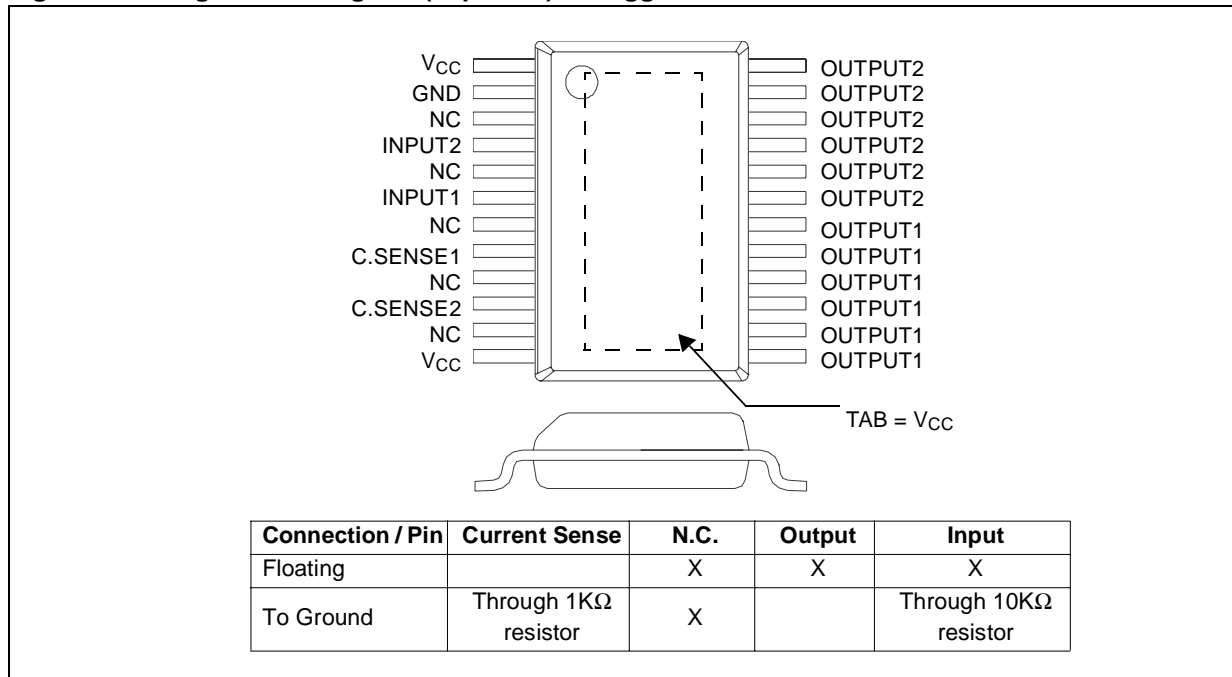 VCC
GND
NC
INPUT2
NC
INPUT1
NC
C.SENSE1
NC
C.SENSE2
NC
VCC
OUTPUT2
OUTPUT2
OUTPUT2
OUTPUT2
OUTPUT2
OUTPUT2
OUTPUT1
OUTPUT1
OUTPUT1
OUTPUT1
OUTPUT1
OUTPUT1
TAB = VCC
Connection / Pin Current Sense N.C. Output Input
Floating X X X
To Ground Through 1KΩ resistor X Through 10KΩ resistor